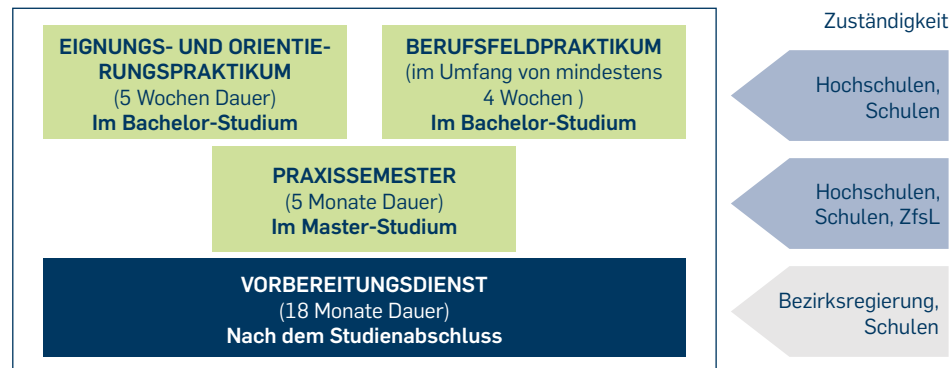 Zuständigkeit
EIGNUNGS- UND ORIENTIE-
RUNGSPRAKTIKUM
(5 Wochen Dauer)
Im Bachelor-Studium
BERUFSFELDPRAKTIKUM
(im Umfang von mindestens
4 Wochen )
Im Bachelor-Studium
Hochschulen,
Schulen
PRAXISSEMESTER
(5 Monate Dauer)
Im Master-Studium
Hochschulen,
Schulen, ZfsL
VORBEREITUNGSDIENST
(18 Monate Dauer)
Nach dem Studienabschluss
Bezirksregierung,
Schulen